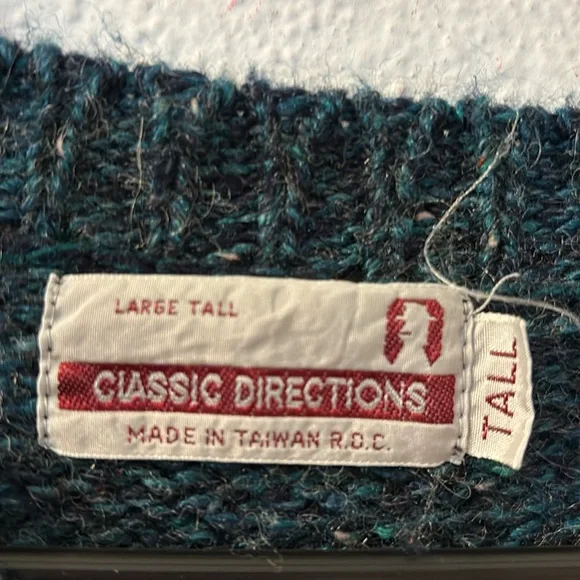 LARGE TALL
CLASSIC DIRECTIONS
MADE IN TAIWAN R.O.C.
TALL